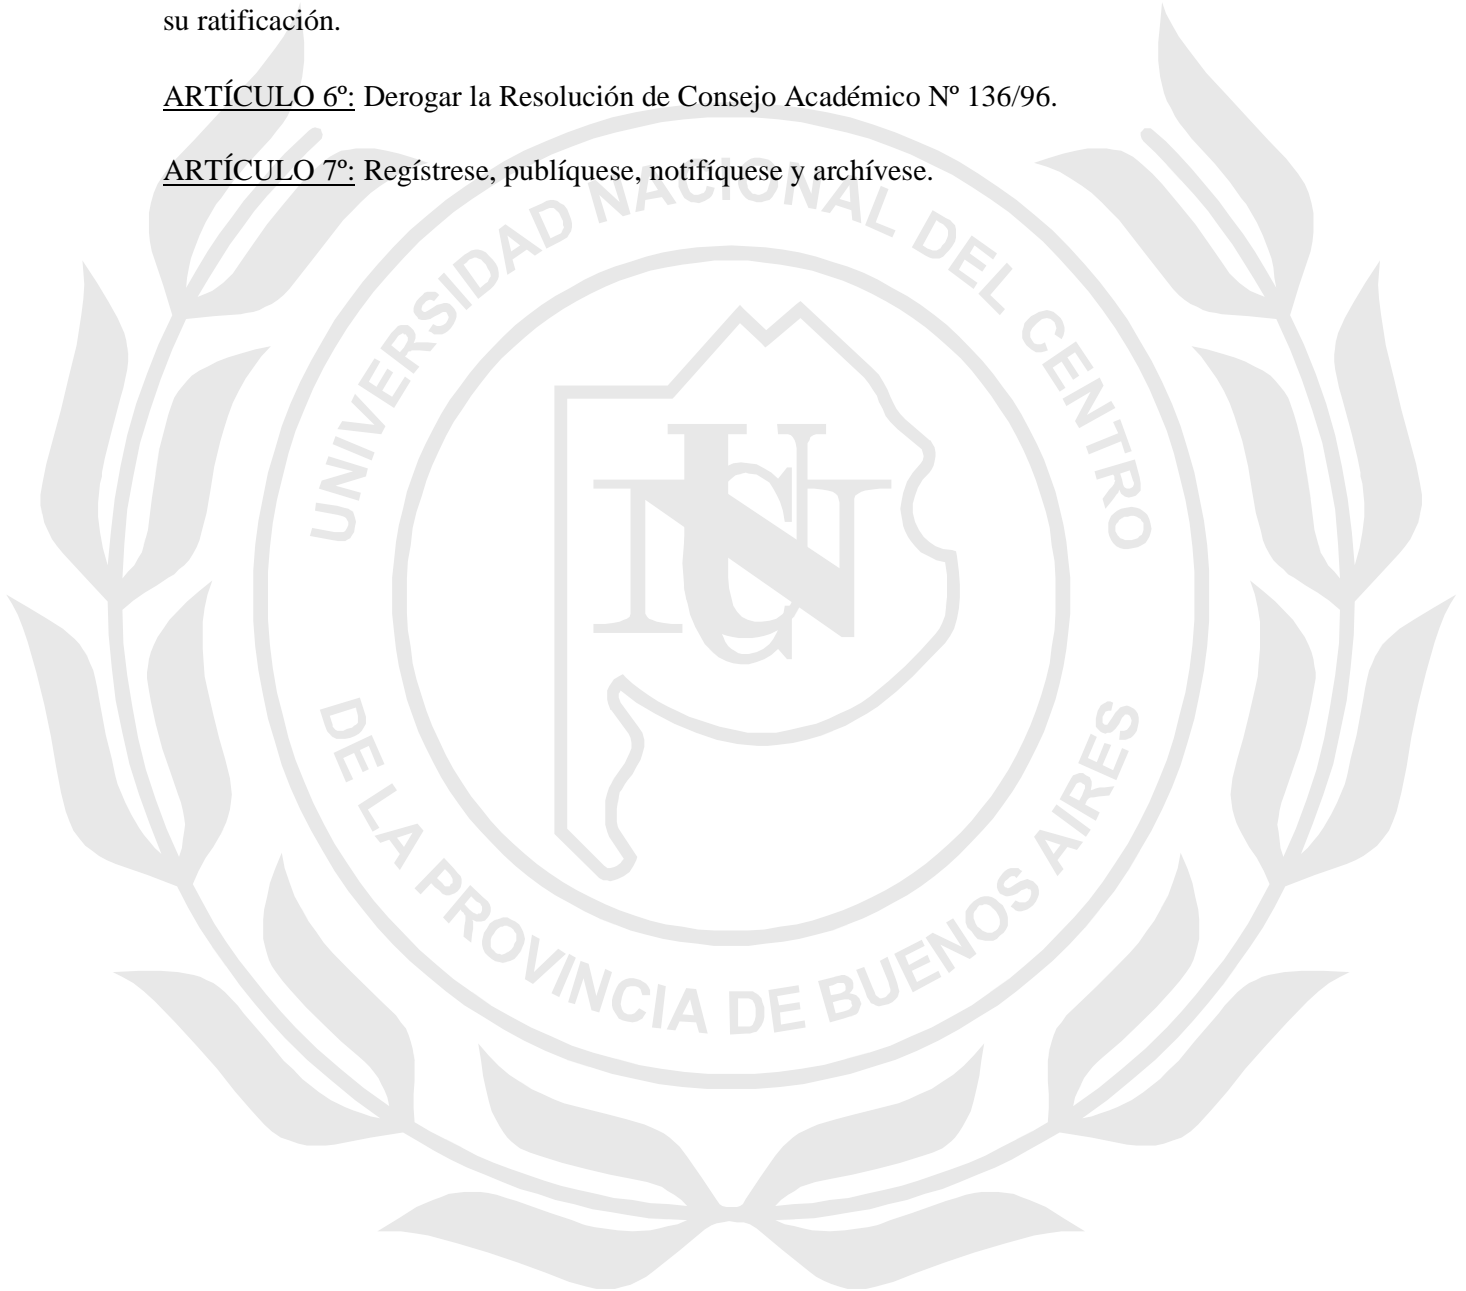 su ratificación.
ARTÍCULO 6º: Derogar la Resolución de Consejo Académico Nº 136/96.
ARTÍCULO 7º: Regístrese, publíquese, notifíquese y archívese.
UNIVERSIDAD NACIONAL DEL CENTRO
UNC
DE LA PROVINCIA DE BUENOS AIRES